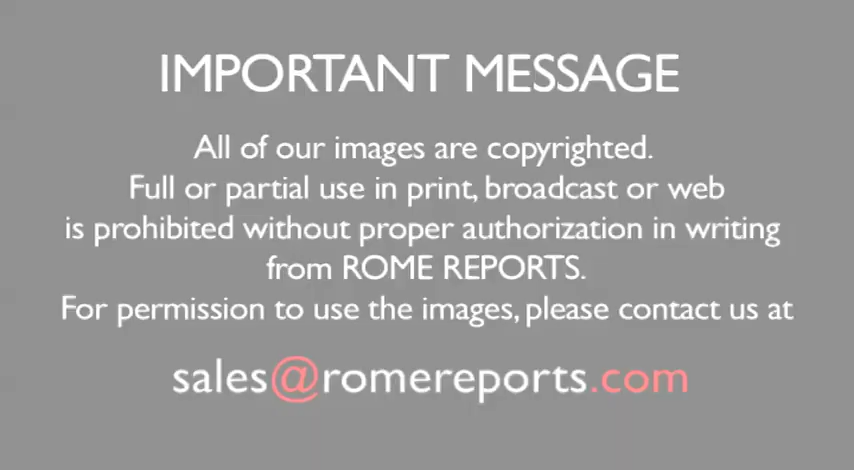 IMPORTANT MESSAGE
All of our images are copyrighted.
Full or partial use in print, broadcast or web
is prohibited without proper authorization in writing
from ROME REPORTS.
For permission to use the images, please contact us at
sales@romereports.com